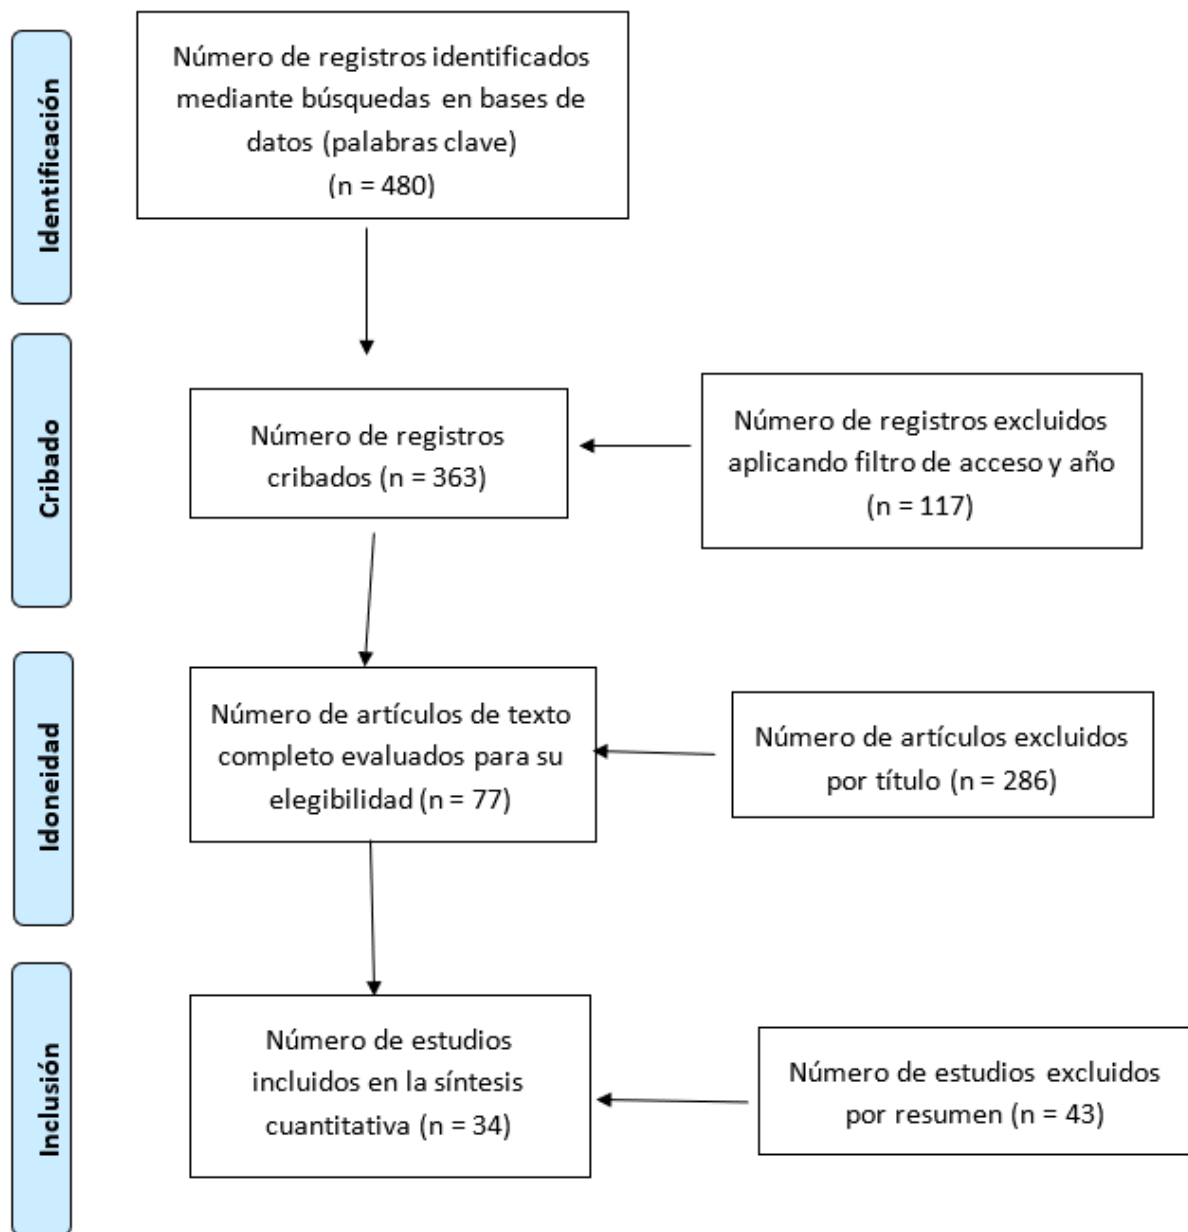 Identificación
Número de registros identificados
mediante búsquedas en bases de
datos (palabras clave)
(n = 480)
Cribado
Número de registros
cribados (n = 363)
Número de registros excluidos
aplicando filtro de acceso y año
(n = 117)
Idoneidad
Número de artículos de texto
completo evaluados para su
elegibilidad (n = 77)
Número de artículos excluidos
por título (n = 286)
Inclusión
Número de estudios
incluidos en la síntesis
cuantitativa (n = 34)
Número de estudios excluidos
por resumen (n = 43)